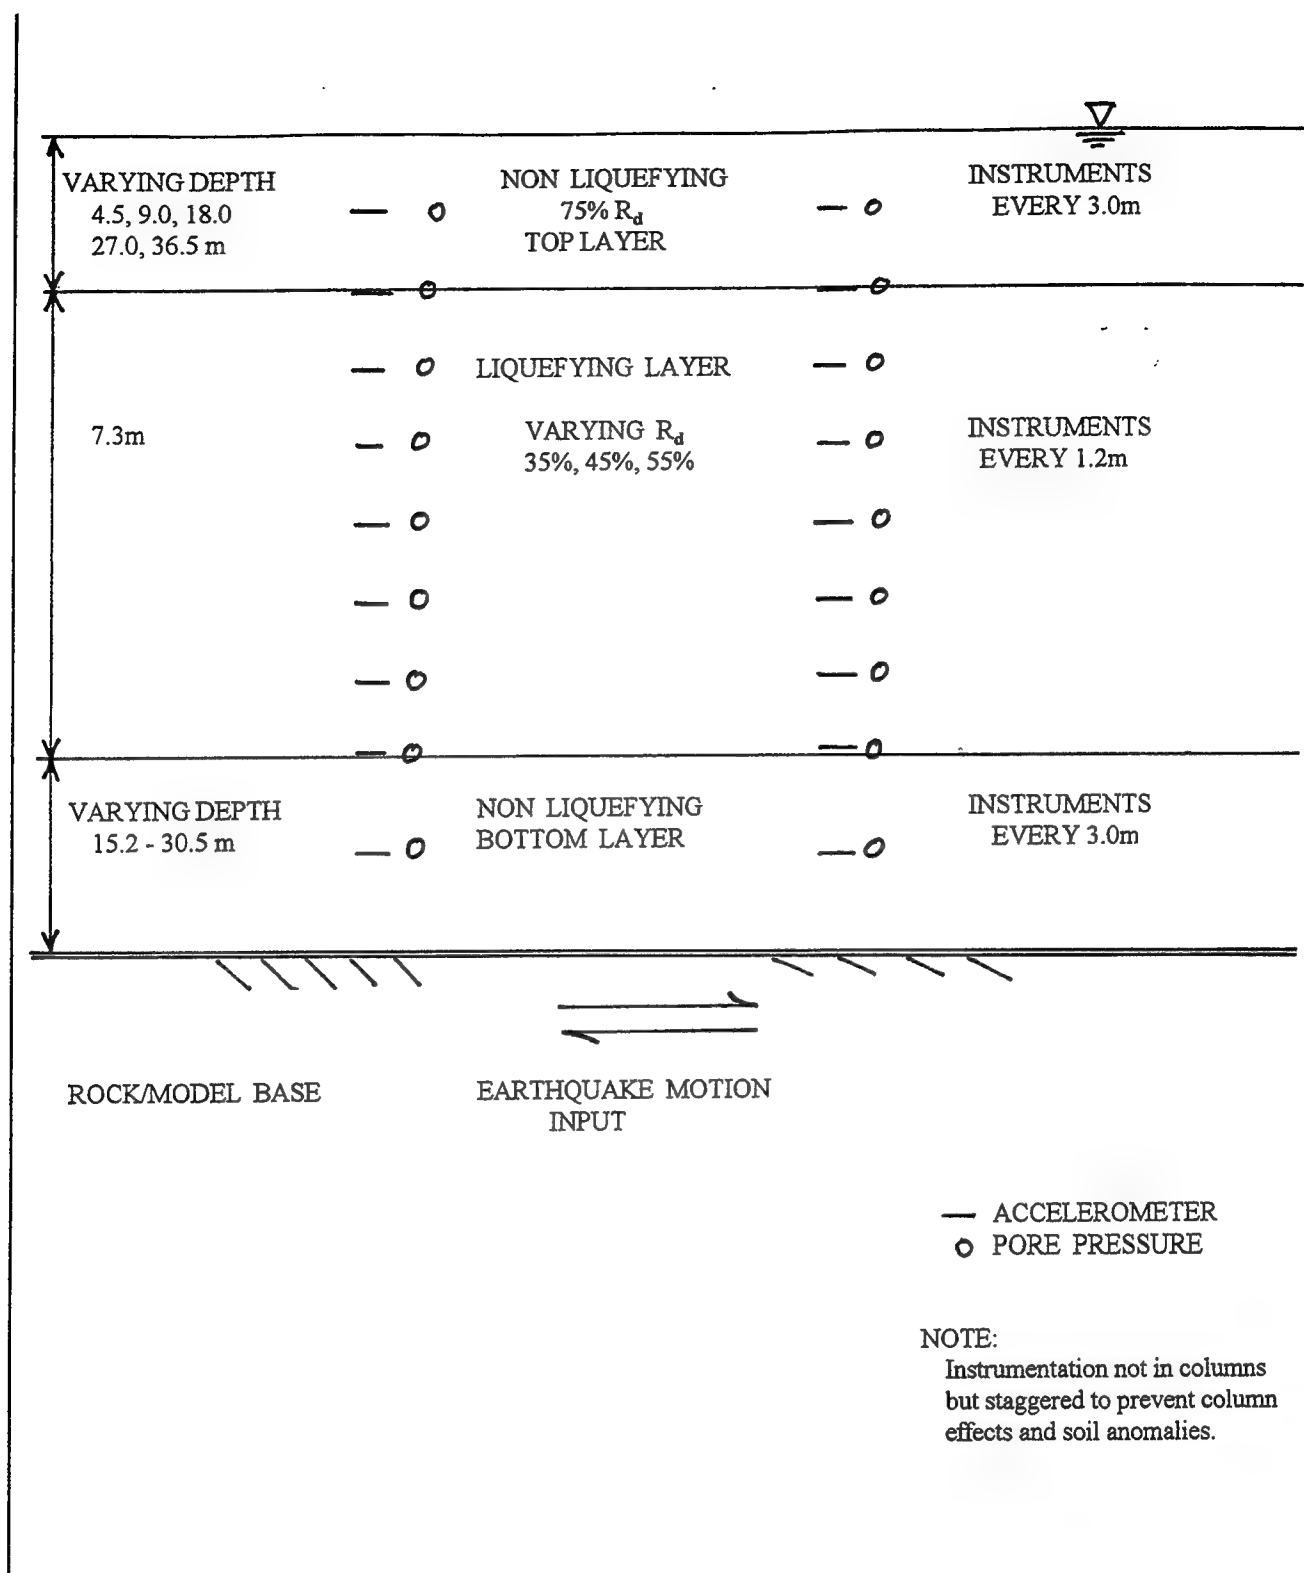 VARYING DEPTH
4.5, 9.0, 18.0
27.0, 36.5 m
NON LIQUEFYING
75% Rd
TOP LAYER
INSTRUMENTS
EVERY 3.0m
LIQUEFYING LAYER
7.3m
VARYING Rd
35%, 45%, 55%
INSTRUMENTS
EVERY 1.2m
VARYING DEPTH
15.2 - 30.5 m
NON LIQUEFYING
BOTTOM LAYER
INSTRUMENTS
EVERY 3.0m
ROCK/MODEL BASE
EARTHQUAKE MOTION
INPUT
ACCELEROMETER
PORE PRESSURE
NOTE:
Instrumentation not in columns
but staggered to prevent column
effects and soil anomalies.